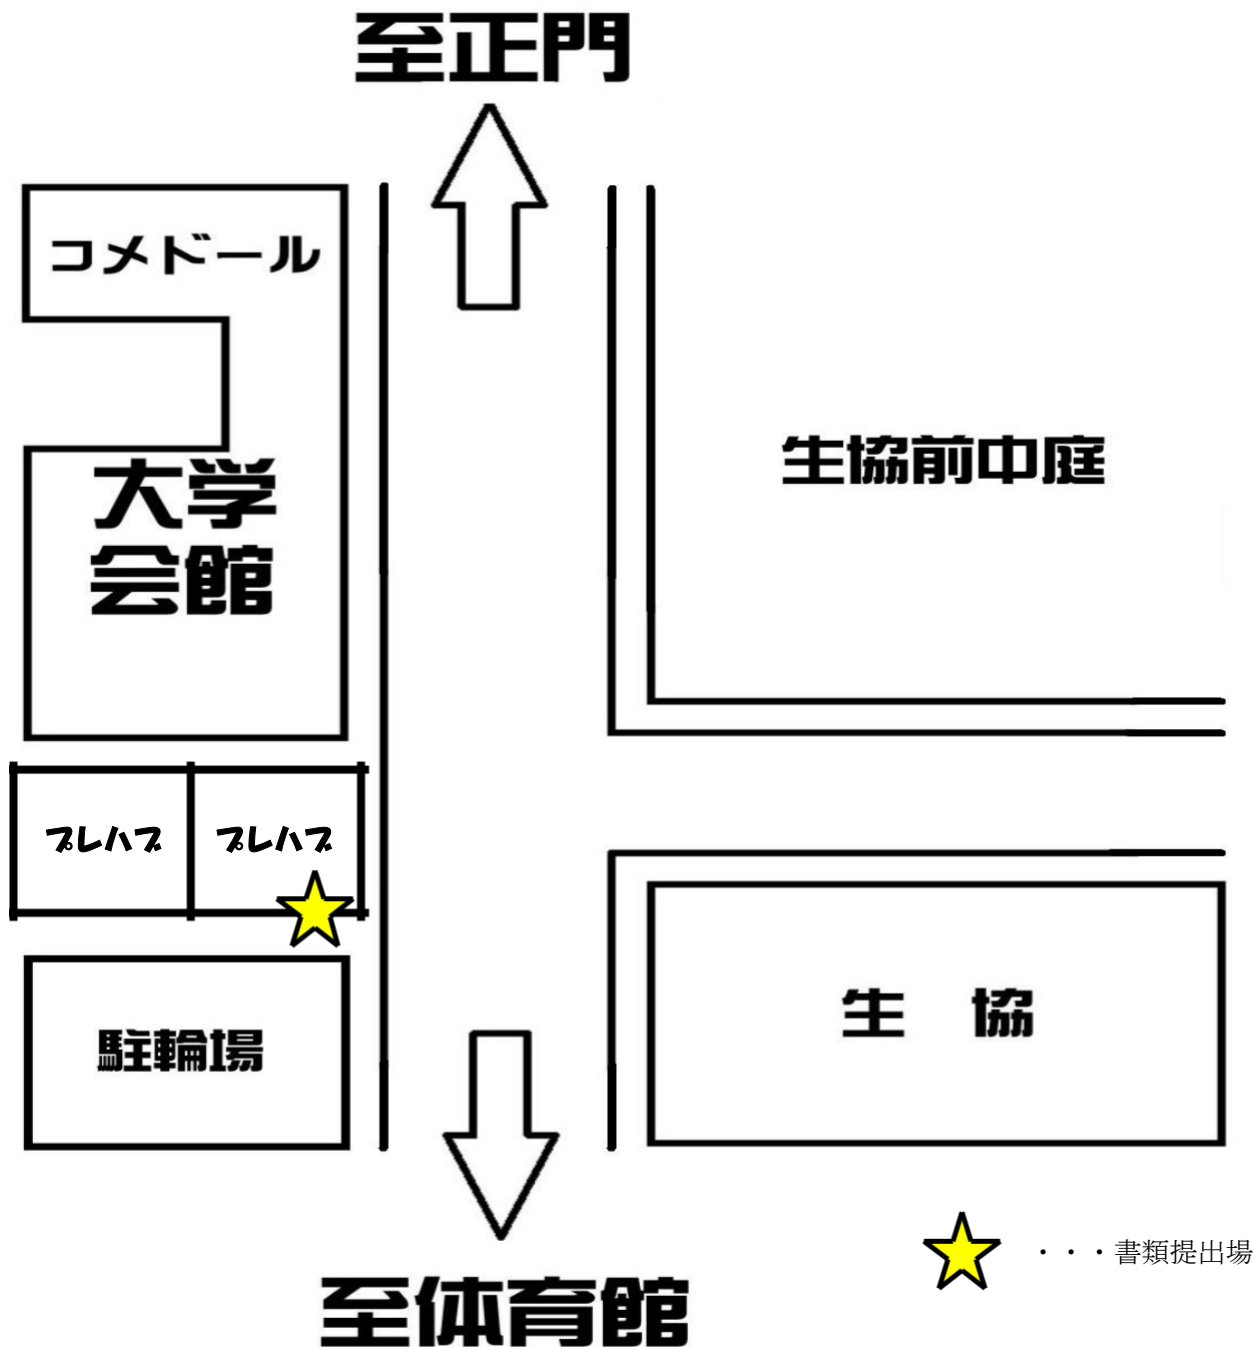 至正門
コメドール
大学
会館
生協前中庭
プレハブ
プレハブ
駐輪場
生　協
・・・書類提出場
至体育館